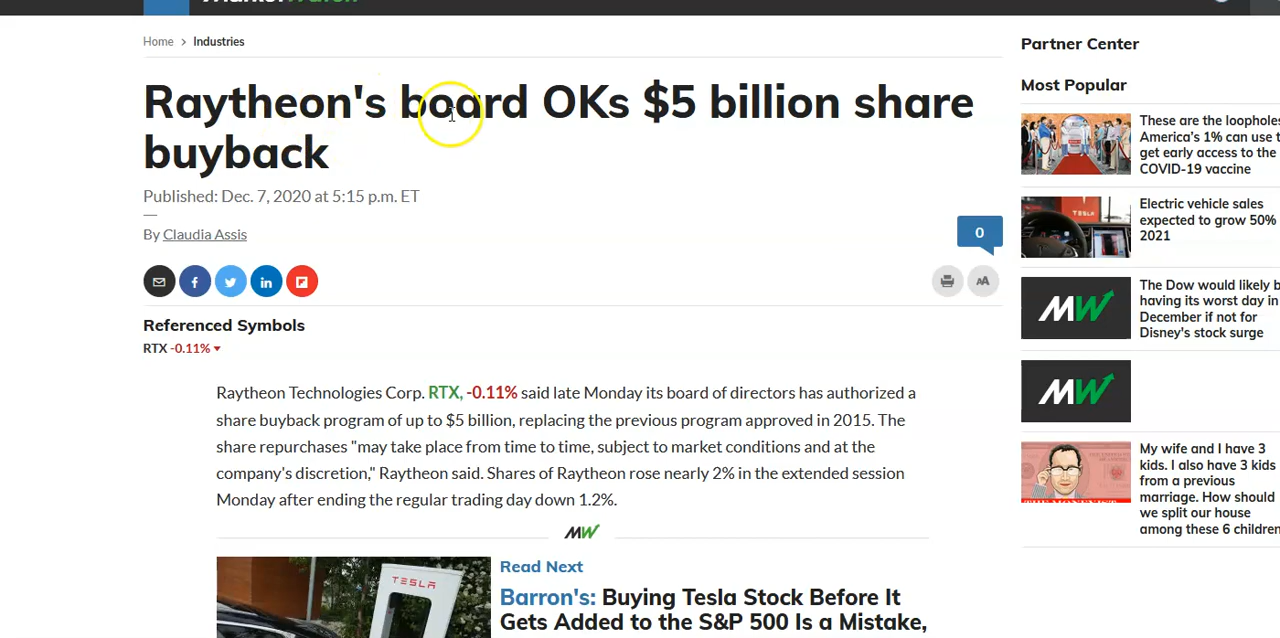 Home > Industries
Raytheon's board OKs $5 billion share
buyback
Published: Dec. 7, 2020 at 5:15 p.m. ET
By Claudia Assis
0
AA
Referenced Symbols
RTX -0.11%
Raytheon Technologies Corp. RTX, -0.11% said late Monday its board of directors has authorized a
share buyback program of up to $5 billion, replacing the previous program approved in 2015. The
share repurchases "may take place from time to time, subject to market conditions and at the
company's discretion," Raytheon said. Shares of Raytheon rose nearly 2% in the extended session
Monday after ending the regular trading day down 1.2%.
MW
TESLA
Read Next
Barron's: Buying Tesla Stock Before It
Gets Added to the S&P 500 Is a Mistake,
Partner Center
Most Popular
These are the loopholes
America's 1% can use t
get early access to the
COVID-19 vaccine
TESLA
Electric vehicle sales
expected to grow 50%
2021
MW
The Dow would likely b
having its worst day in
December if not for
Disney's stock surge
MW
My wife and I have 3
kids. I also have 3 kids
from a previous
marriage. How should
we split our house
among these 6 children